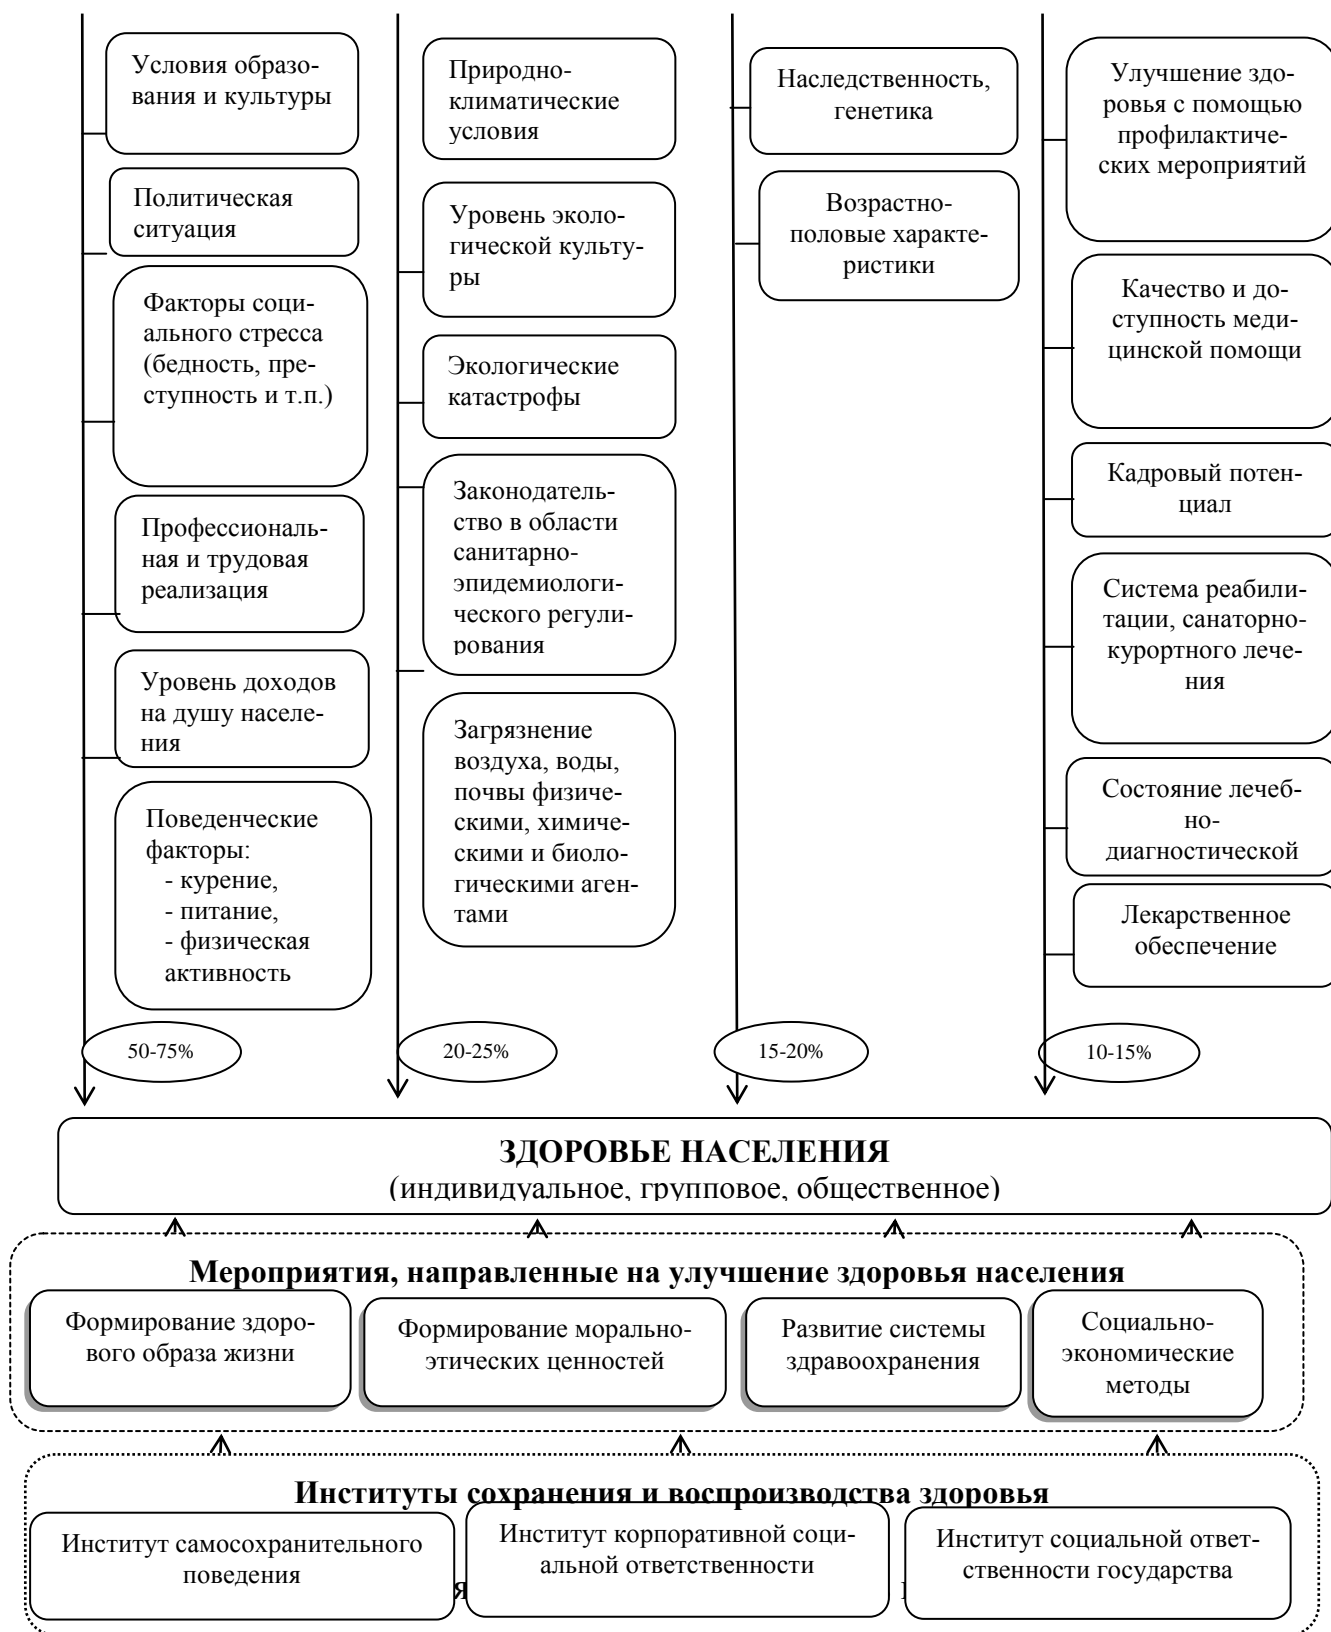 Условия образо-
вания и культуры
Политическая
ситуация
Факторы соци-
ального стресса
(бедность, пре-
ступность и т.п.)
Профессиональ-
ная и трудовая
реализация
Уровень доходов
на душу населе-
ния
Поведенческие
факторы:
- курение,
- питание,
- физическая
активность
50-75%
Природно-
климатические
условия
Уровень эколо-
гической культу-
ры
Экологические
катастрофы
Законодатель-
ство в области
санитарно-
эпидемиологи-
ческого регули-
рования
Загрязнение
воздуха, воды,
почвы физиче-
скими, химиче-
скими и биоло-
гическими аген-
тами
20-25%
Наследственность,
генетика
Возрастно-
половые характе-
ристики
15-20%
Улучшение здо-
ровья с помощью
профилактиче-
ских мероприятий
Качество и до-
ступность меди-
цинской помощи
Кадровый потен-
циал
Система реабили-
тации, санаторно-
курортного лече-
ния
Состояние лечеб-
но-
диагностической
Лекарственное
обеспечение
10-15%
ЗДОРОВЬЕ НАСЕЛЕНИЯ
(индивидуальное, групповое, общественное)
Мероприятия, направленные на улучшение здоровья населения
Формирование здоро-
вого образа жизни
Формирование морально-
этических ценностей
Развитие системы
здравоохранения
Социально-
экономические
методы
Институты сохранения и воспроизводства здоровья
Институт самосохранительного
поведения
Институт корпоративной соци-
альной ответственности
Институт социальной ответ-
ственности государства